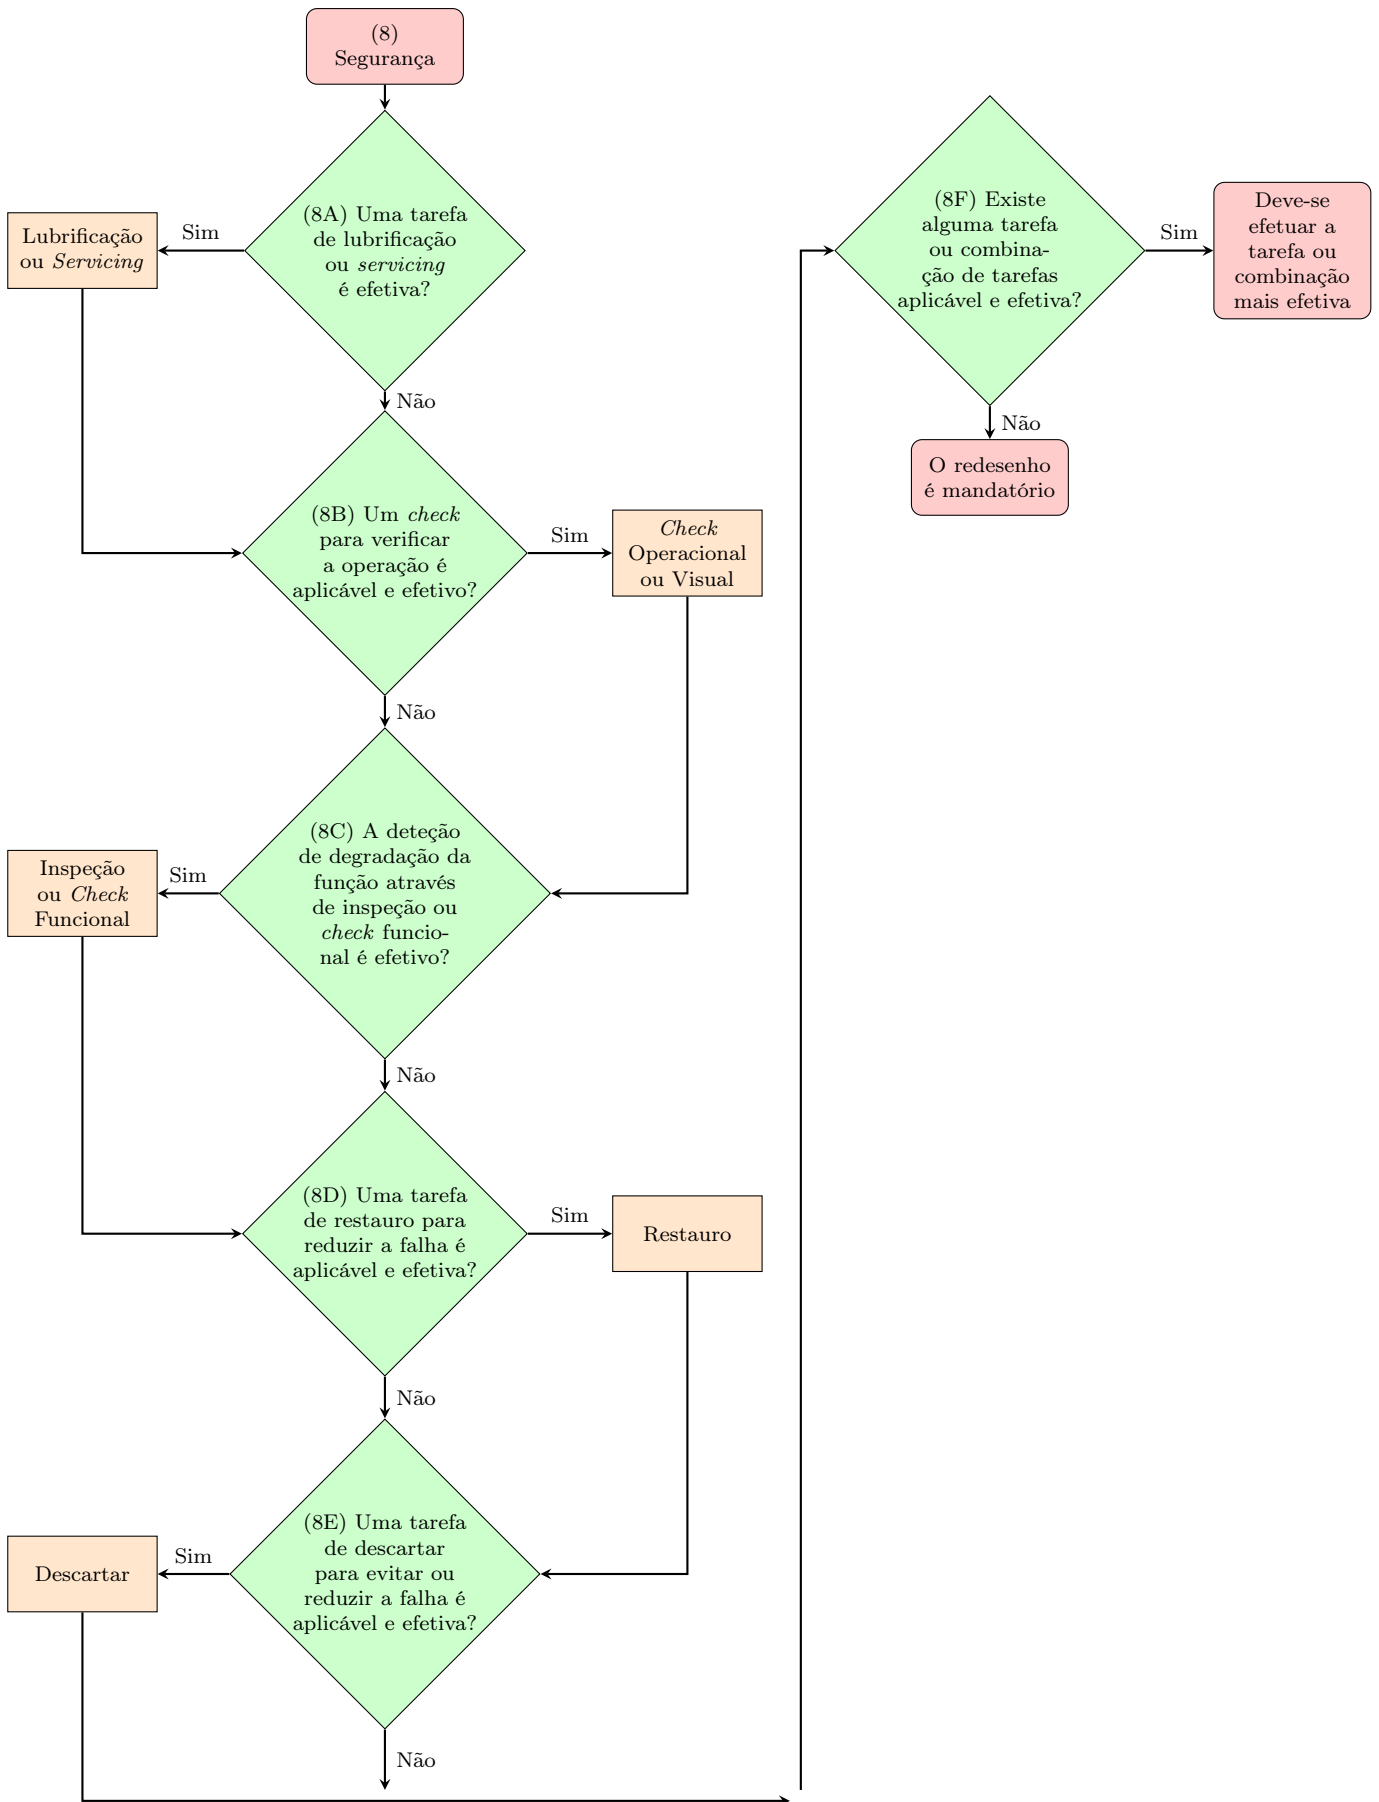 (8)
Segurança
(8A) Uma tarefa
de lubrificação
ou servicing
é efetiva?
Sim
Lubrificação
ou Servicing
Não
(8B) Um check
para verificar
a operação é
aplicável e efetivo?
Sim
Check
Operacional
ou Visual
Não
(8C) A deteção
de degradação da
função através
de inspeção ou
check funcio-
nal é efetivo?
Sim
Inspeção
ou Check
Funcional
Não
(8D) Uma tarefa
de restauro para
reduzir a falha é
aplicável e efetiva?
Sim
Restauro
Não
(8E) Uma tarefa
de descartar
para evitar ou
reduzir a falha é
aplicável e efetiva?
Sim
Descartar
Não
(8F) Existe
alguma tarefa
ou combina-
ção de tarefas
aplicável e efetiva?
Sim
Deve-se
efetuar a
tarefa ou
combinação
mais efetiva
Não
O redesenho
é mandatório